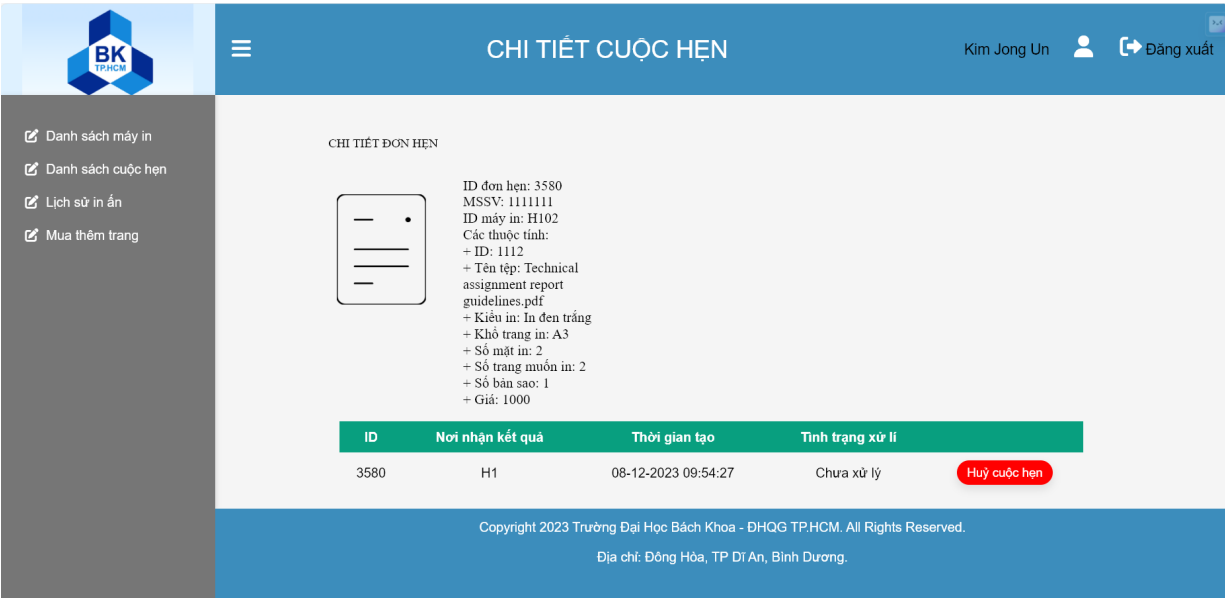 BK
TP.HCM
CHI TIẾT CUỘC HẸN
Kim Jong Un
Đăng xuất
Danh sách máy in
Danh sách cuộc hẹn
Lịch sử in ấn
Mua thêm trang
CHI TIẾT ĐƠN HẸN
ID đơn hẹn: 3580
MSSV: 1111111
ID máy in: H102
Các thuộc tính:
+ ID: 1112
+ Tên tệp: Technical
assignment report
guidelines.pdf
+ Kiểu in: In đen trắng
+ Khổ trang in: A3
+ Số mặt in: 2
+ Số trang muốn in: 2
+ Số bản sao: 1
+ Giá: 1000
ID Nơi nhận kết quả Thời gian tạo Tình trạng xử lí
3580 H1 08-12-2023 09:54:27 Chưa xử lý Huỷ cuộc hẹn
Copyright 2023 Trường Đại Học Bách Khoa - ĐHQG TP.HCM. All Rights Reserved.
Địa chỉ: Đông Hòa, TP Dĩ An, Bình Dương.